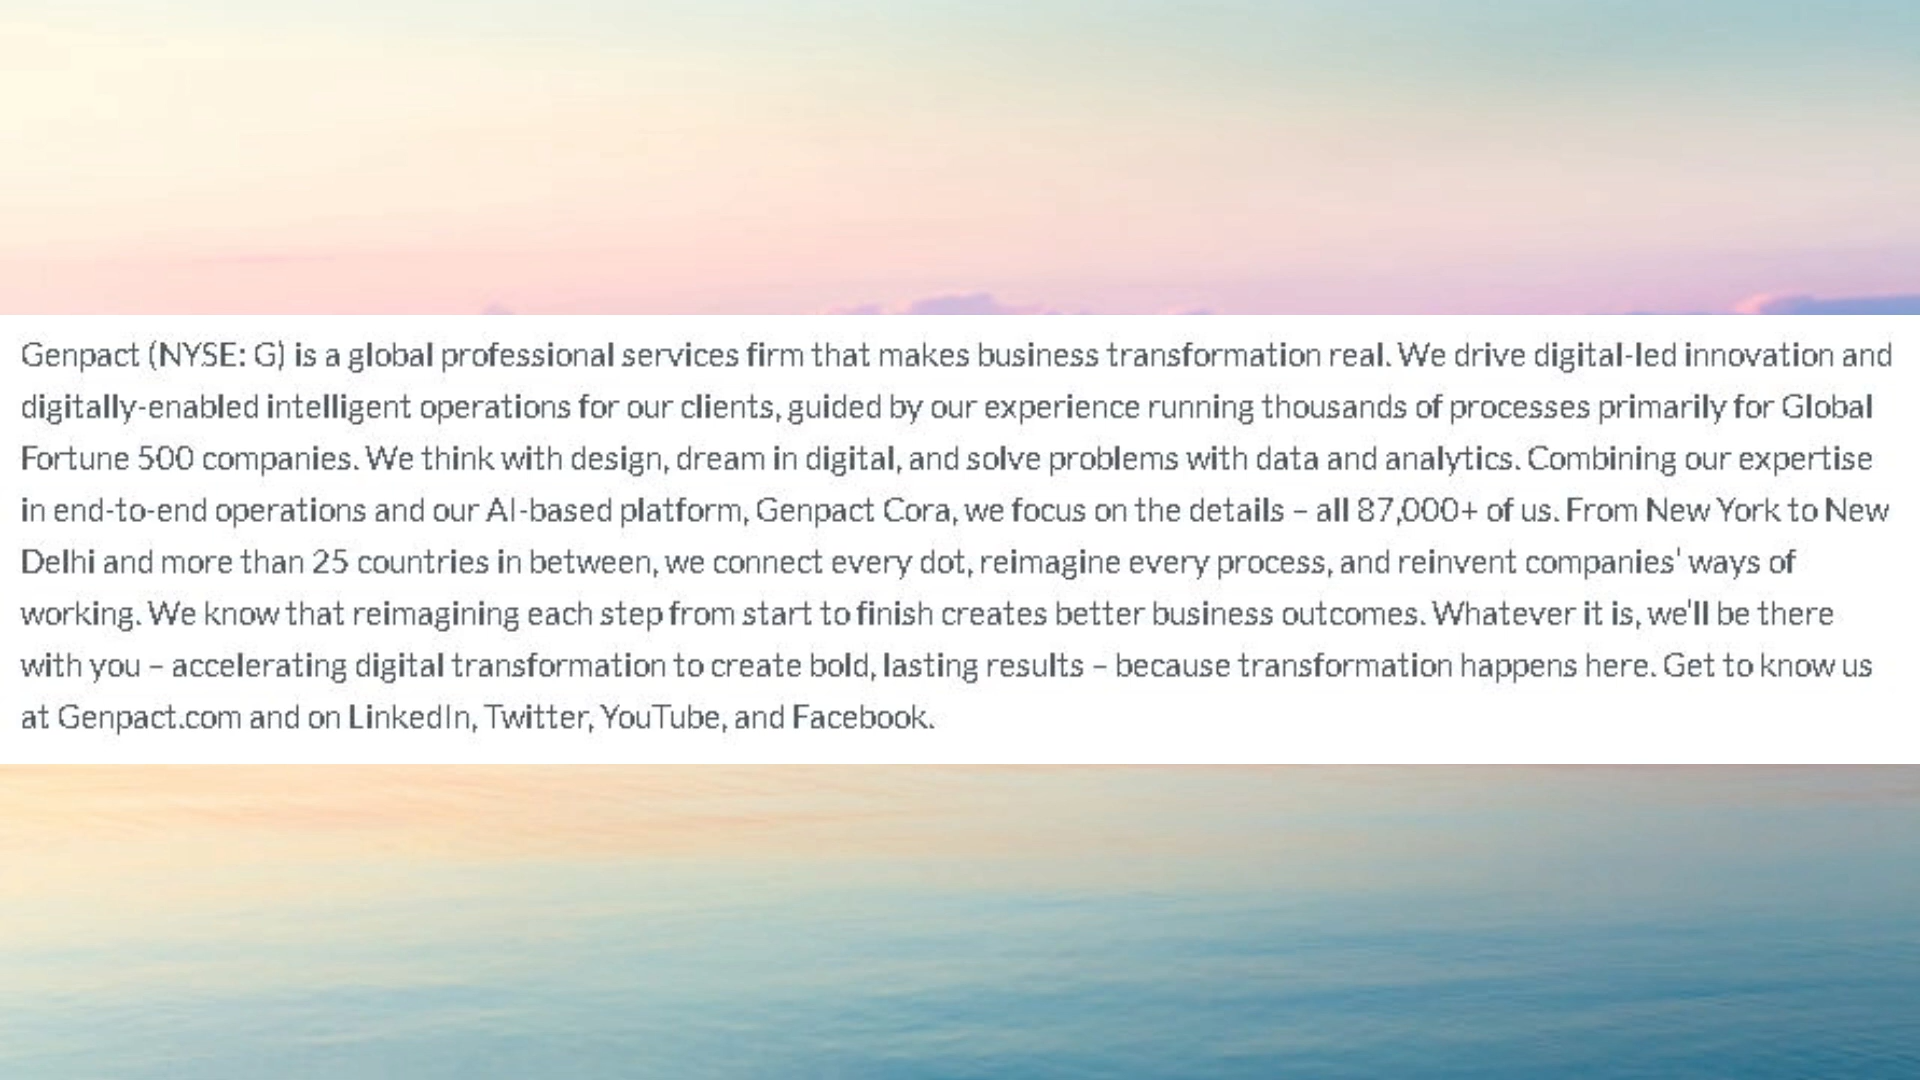 Genpact (NYSE: G) is a global professional services firm that makes business transformation real. We drive digital-led innovation and
digitally-enabled intelligent operations for our clients, guided by our experience running thousands of processes primarily for Global
Fortune 500 companies. We think with design, dream in digital, and solve problems with data and analytics. Combining our expertise
in end-to-end operations and our AI-based platform, Genpact Cora, we focus on the details – all 87,000+ of us. From New York to New
Delhi and more than 25 countries in between, we connect every dot, reimagine every process, and reinvent companies' ways of
working. We know that reimagining each step from start to finish creates better business outcomes. Whatever it is, we'll be there
with you – accelerating digital transformation to create bold, lasting results – because transformation happens here. Get to know us
at Genpact.com and on LinkedIn, Twitter, YouTube, and Facebook.